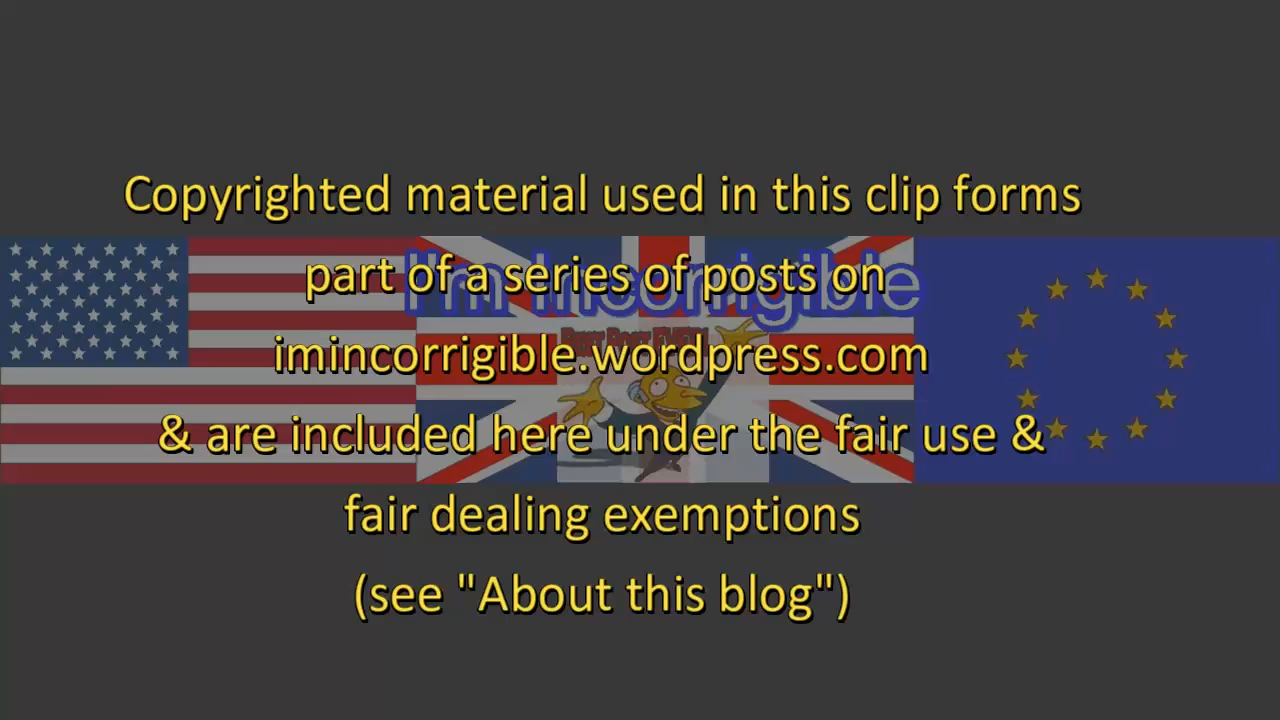 Copyrighted material used in this clip forms
part of a series of posts on
I'm Incorrigible
imincorrigible.wordpress.com
& are included here under the fair use &
fair dealing exemptions
(see "About this blog")